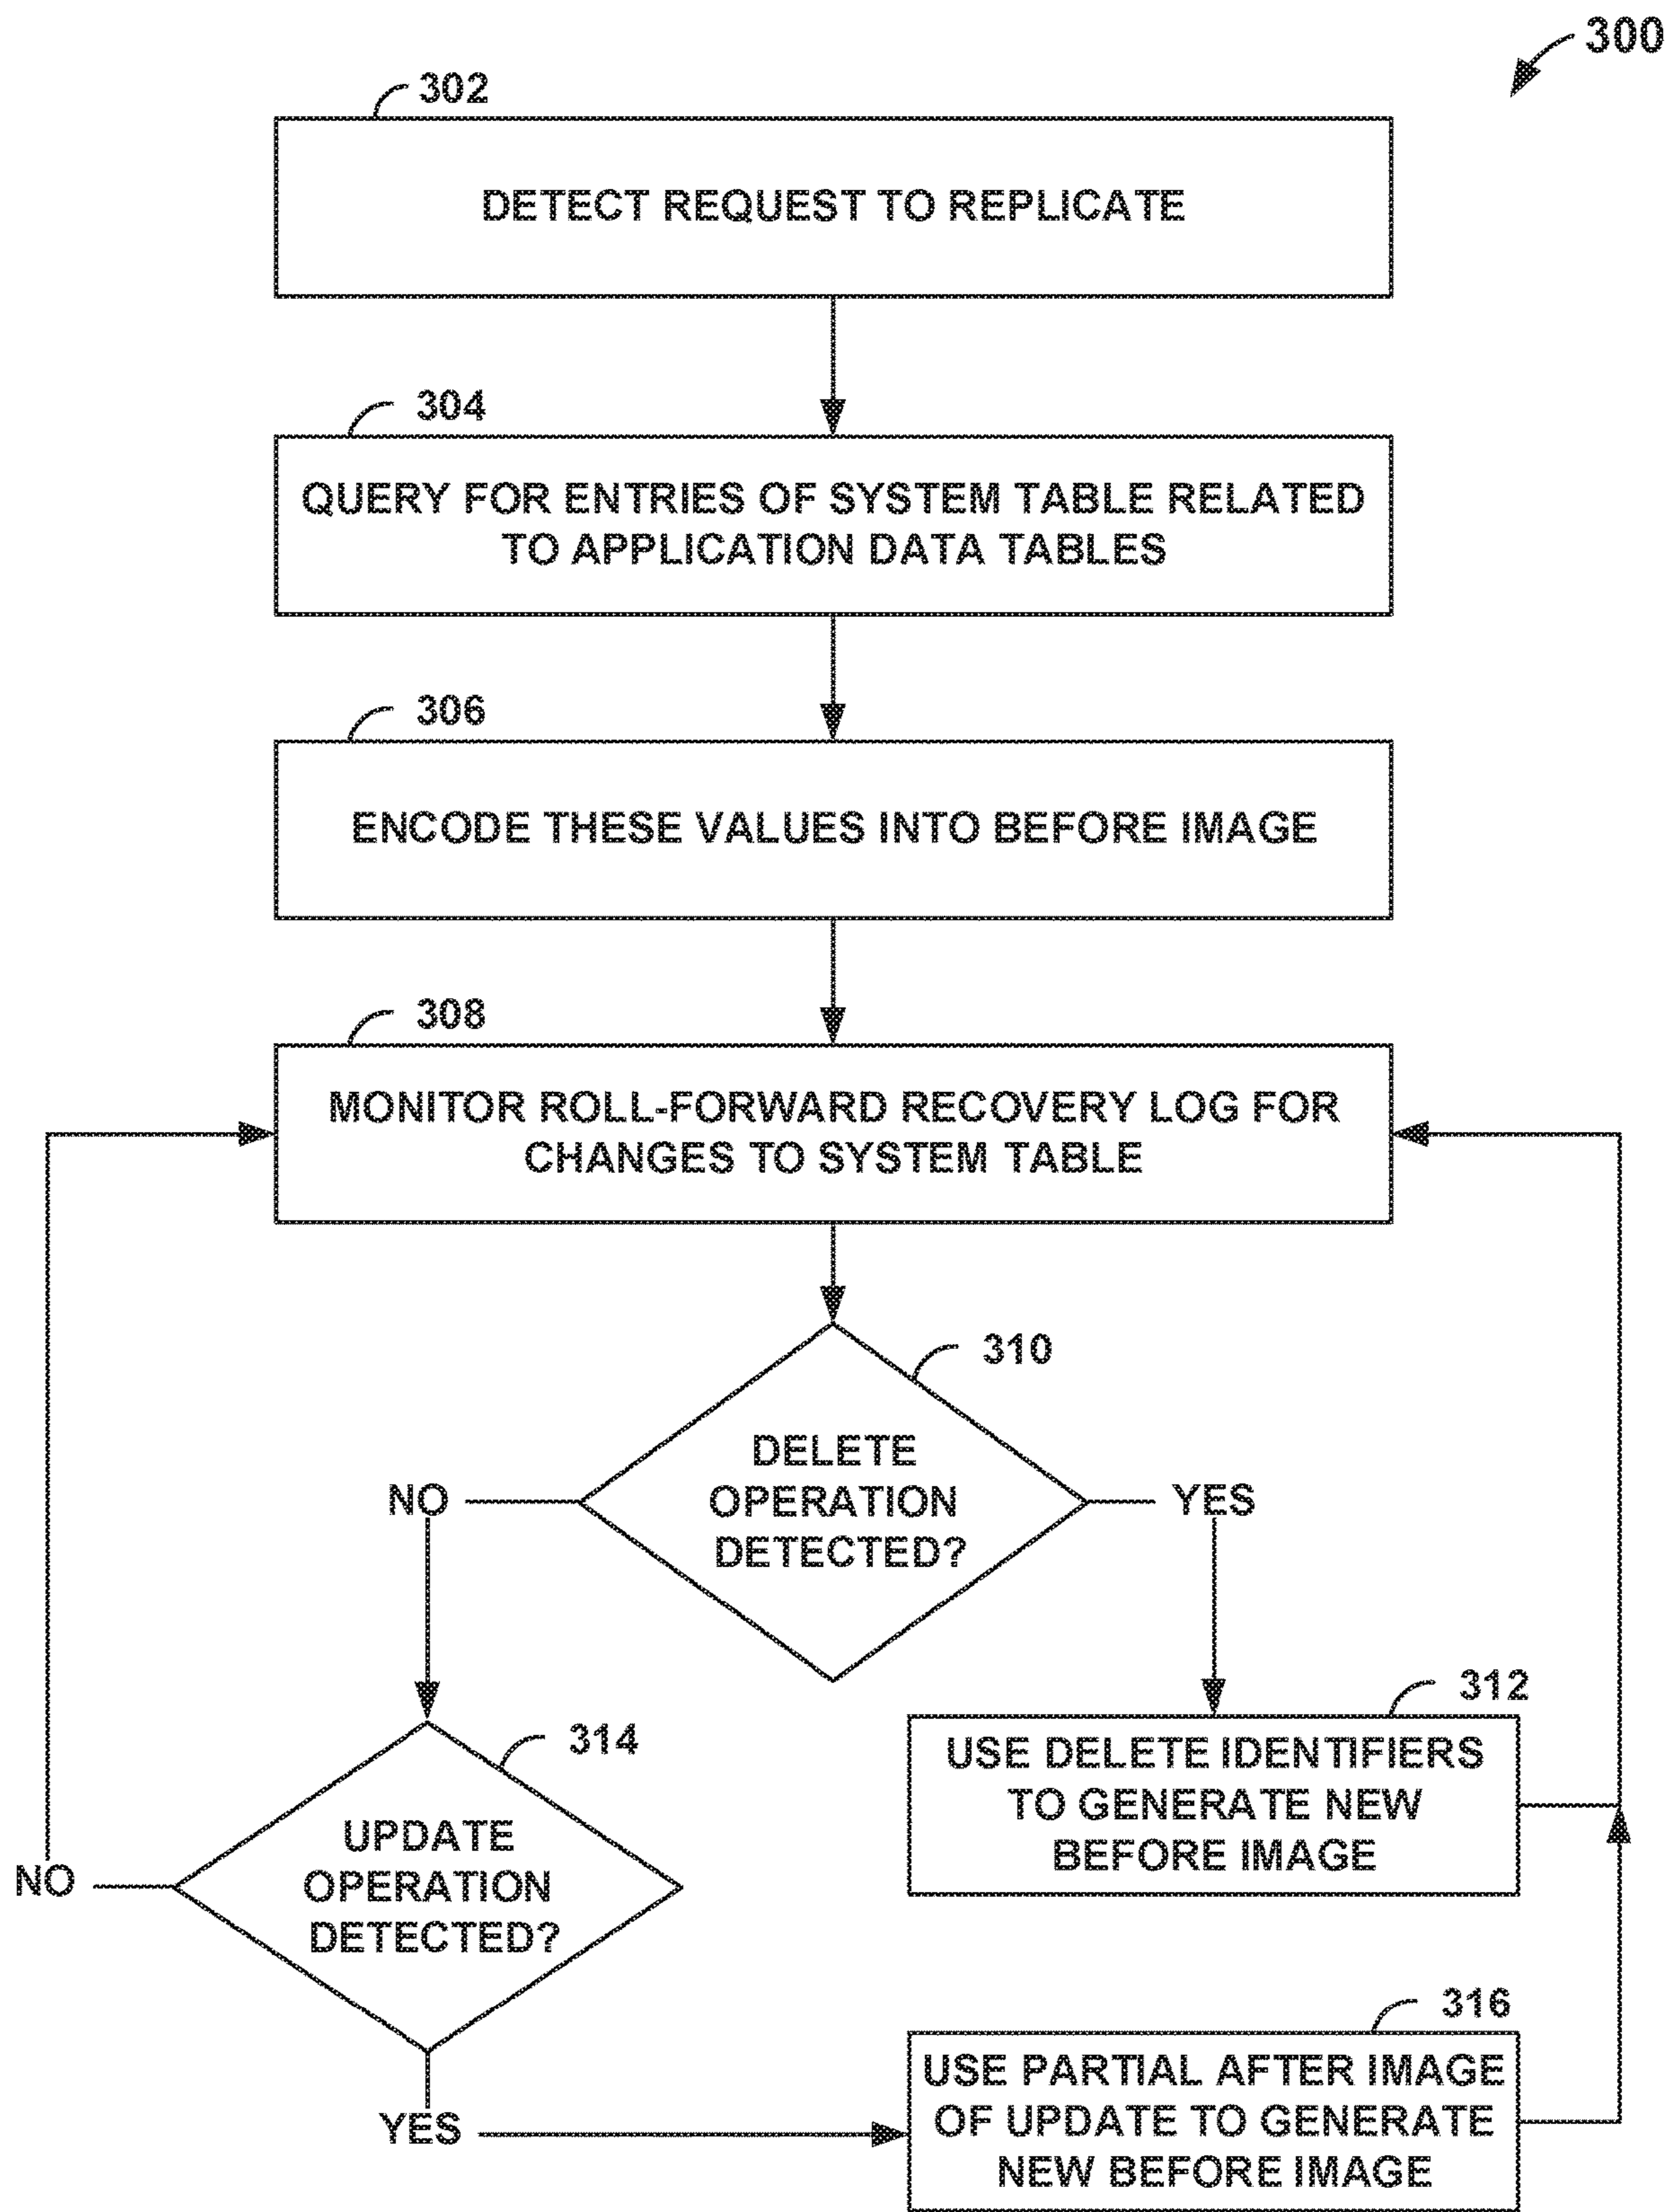 300
302
DETECT REQUEST TO REPLICATE
304
QUERY FOR ENTRIES OF SYSTEM TABLE RELATED
TO APPLICATION DATA TABLES
306
ENCODE THESE VALUES INTO BEFORE IMAGE
308
MONITOR ROLL-FORWARD RECOVERY LOG FOR
CHANGES TO SYSTEM TABLE
310
DELETE
OPERATION
DETECTED?
NO
YES
312
USE DELETE IDENTIFIERS
TO GENERATE NEW
BEFORE IMAGE
314
UPDATE
OPERATION
DETECTED?
NO
YES
316
USE PARTIAL AFTER IMAGE
OF UPDATE TO GENERATE
NEW BEFORE IMAGE